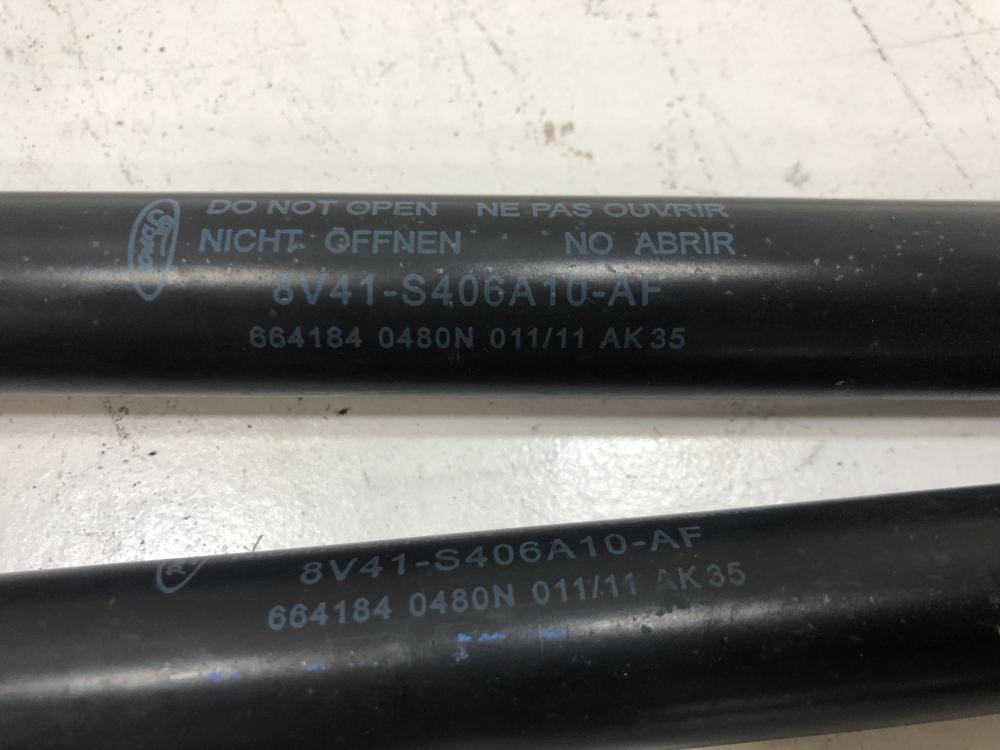 Ford
DO NOT OPEN NE PAS OUVRIR
NICHT ÖFFNEN NO ABRIR
8V41-S406A10-AF
664184 0480N 011/11 AK35
8V41-S406A10-AF
664184 0480N 011/11 AK35